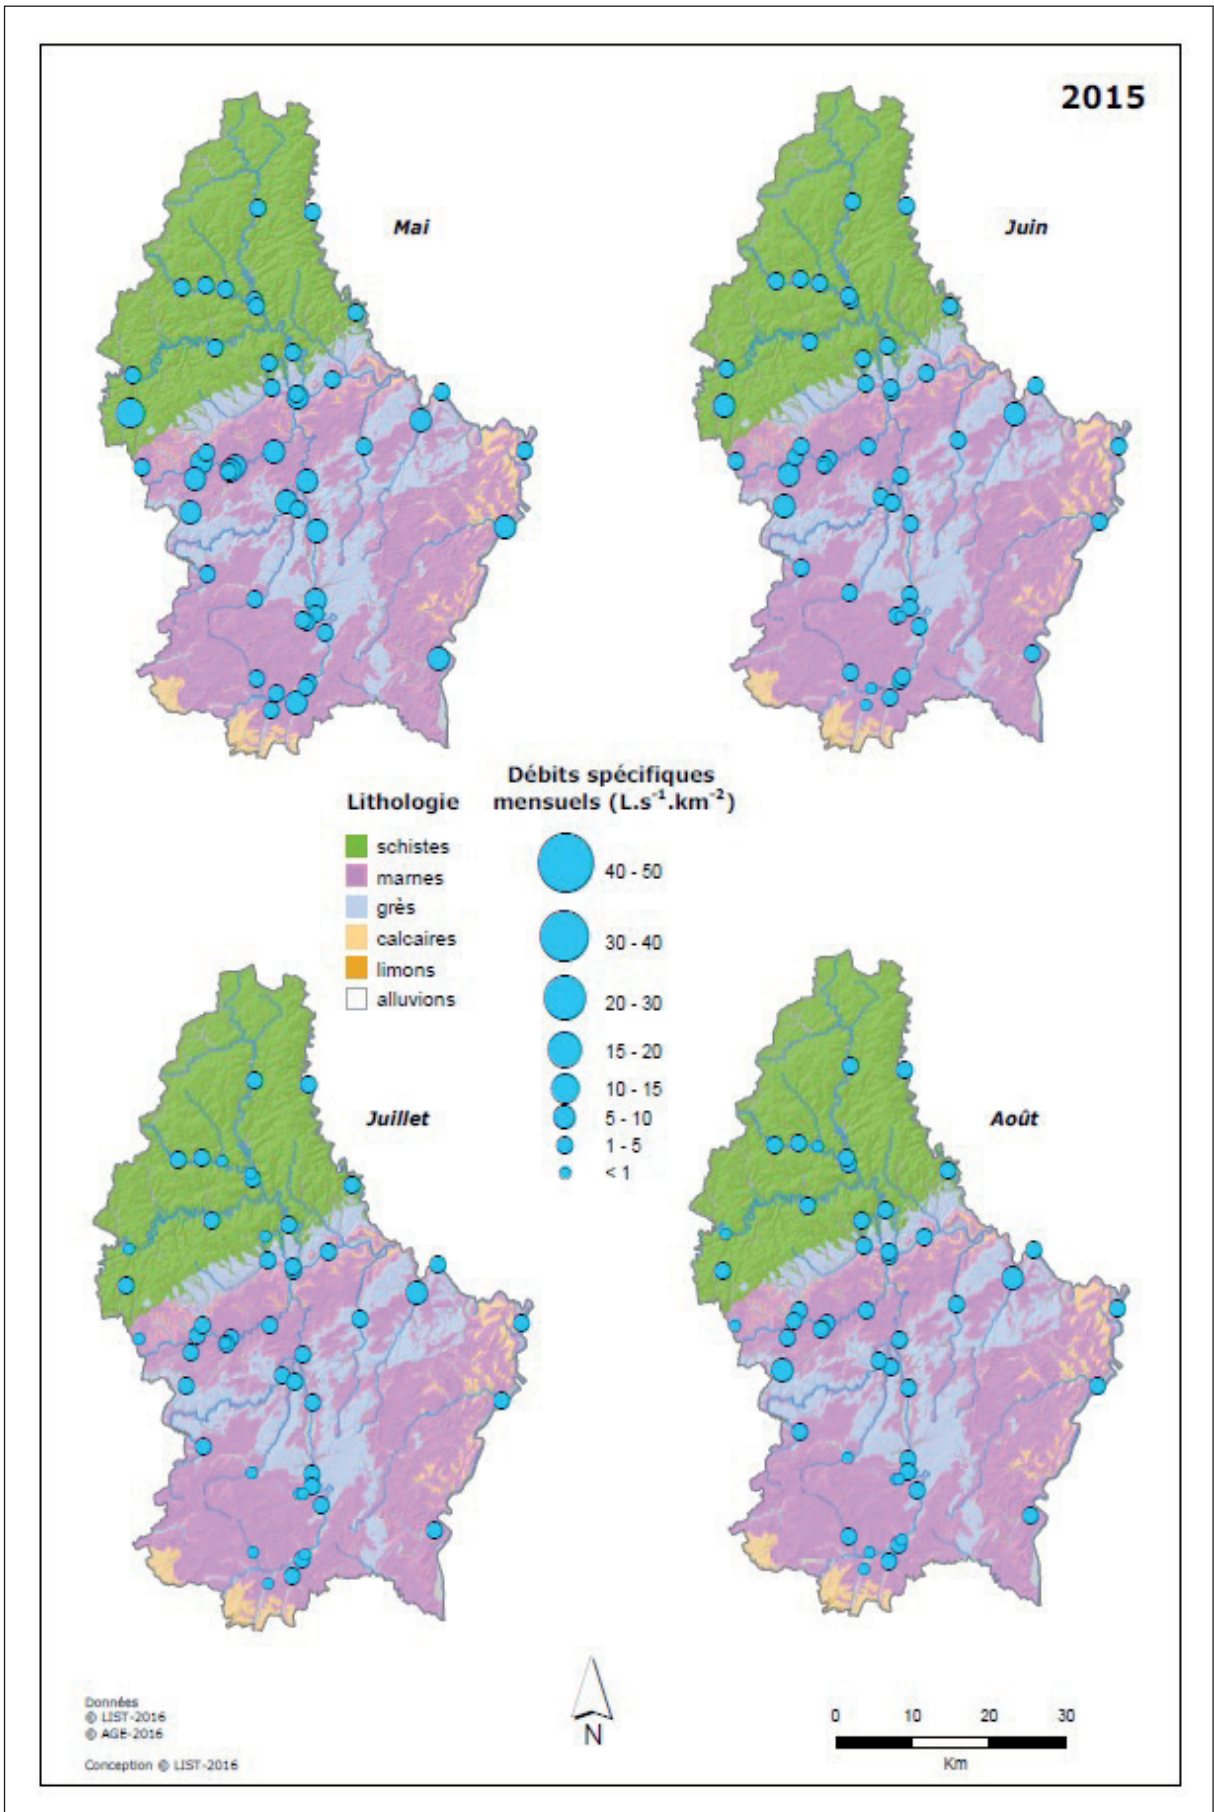 2015
Mai
Juin
Débits spécifiques
mensuels (L.s⁻¹.km⁻²)
Lithologie
schistes
marnes
grès
calcaires
limons
alluvions
40 - 50
30 - 40
20 - 30
15 - 20
10 - 15
5 - 10
1 - 5
< 1
Juillet
Août
Données
© LIST-2016
© AGE-2016
Conception © LIST-2016
N
0 10 20 30
Km